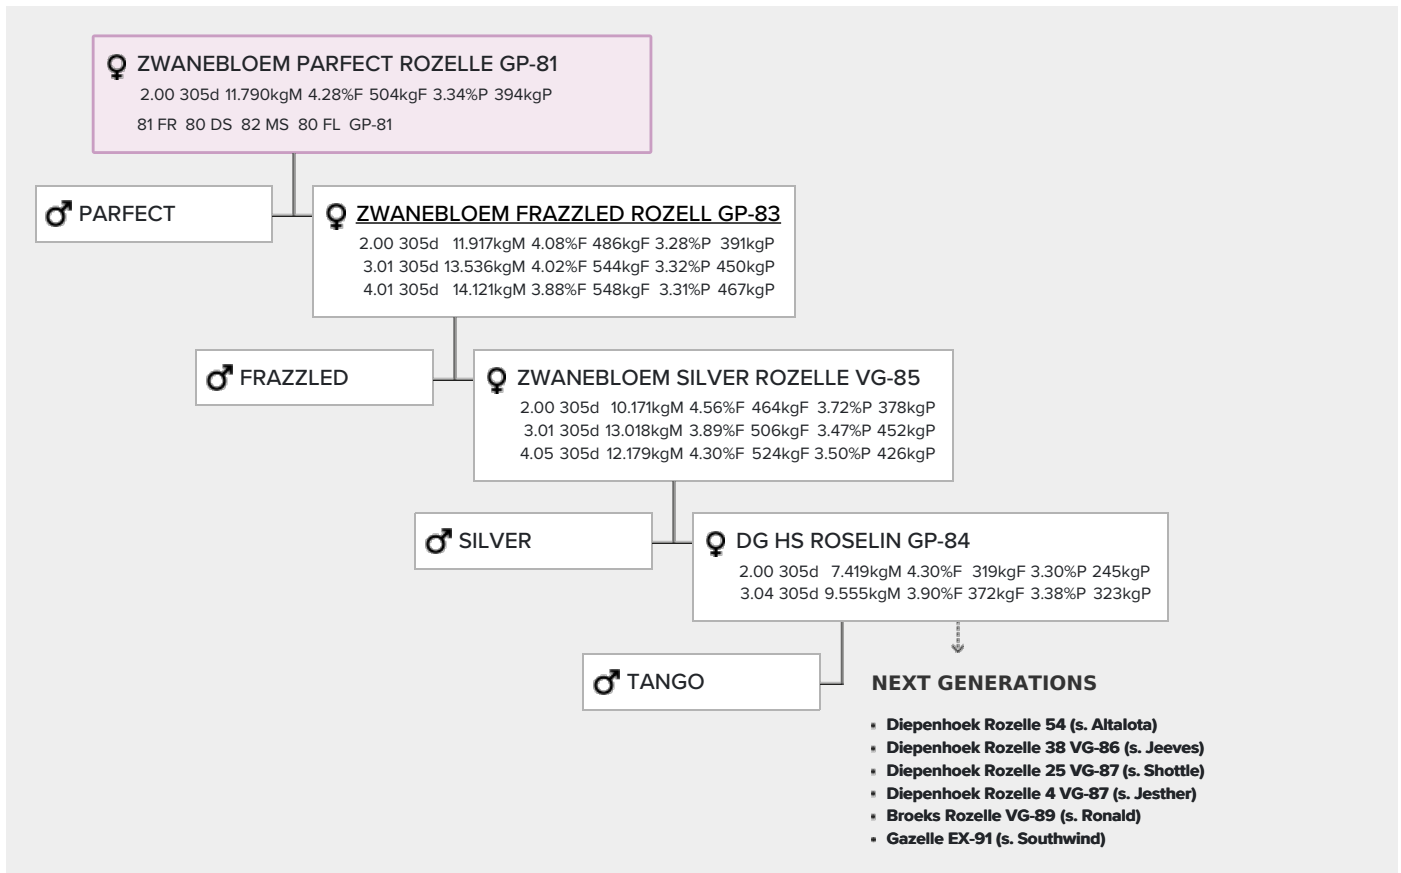 ZWANEBLOEM PARFECT ROZELLE GP-81
2.00 305d 11.790kgM 4.28%F 504kgF 3.34%P 394kgP
81 FR 80 DS 82 MS 80 FL GP-81
PARFECT
ZWANEBLOEM FRAZZLED ROZELL GP-83
2.00 305d 11.917kgM 4.08%F 486kgF 3.28%P 391kgP
3.01 305d 13.536kgM 4.02%F 544kgF 3.32%P 450kgP
4.01 305d 14.121kgM 3.88%F 548kgF 3.31%P 467kgP
FRAZZLED
ZWANEBLOEM SILVER ROZELLE VG-85
2.00 305d 10.171kgM 4.56%F 464kgF 3.72%P 378kgP
3.01 305d 13.018kgM 3.89%F 506kgF 3.47%P 452kgP
4.05 305d 12.179kgM 4.30%F 524kgF 3.50%P 426kgP
SILVER
DG HS ROSELIN GP-84
2.00 305d 7.419kgM 4.30%F 319kgF 3.30%P 245kgP
3.04 305d 9.555kgM 3.90%F 372kgF 3.38%P 323kgP
TANGO
NEXT GENERATIONS
Diepenhoek Rozelle 54 (s. Altalota)
Diepenhoek Rozelle 38 VG-86 (s. Jeeves)
Diepenhoek Rozelle 25 VG-87 (s. Shottle)
Diepenhoek Rozelle 4 VG-87 (s. Jesther)
Broeks Rozelle VG-89 (s. Ronald)
Gazelle EX-91 (s. Southwind)